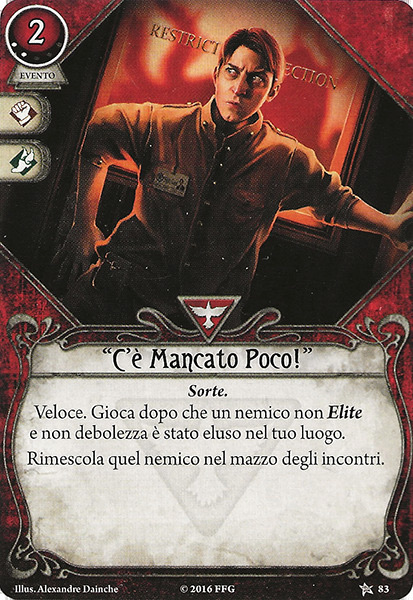 2
EVENTO
RESTRICT
ECTION
"C'è Mancato Poco!"
Sorte.
Veloce. Gioca dopo che un nemico non Elite
e non debolezza è stato eluso nel tuo luogo.
Rimescola quel nemico nel mazzo degli incontri.
Illus. Alexandre Dainche © 2016 FFG 83